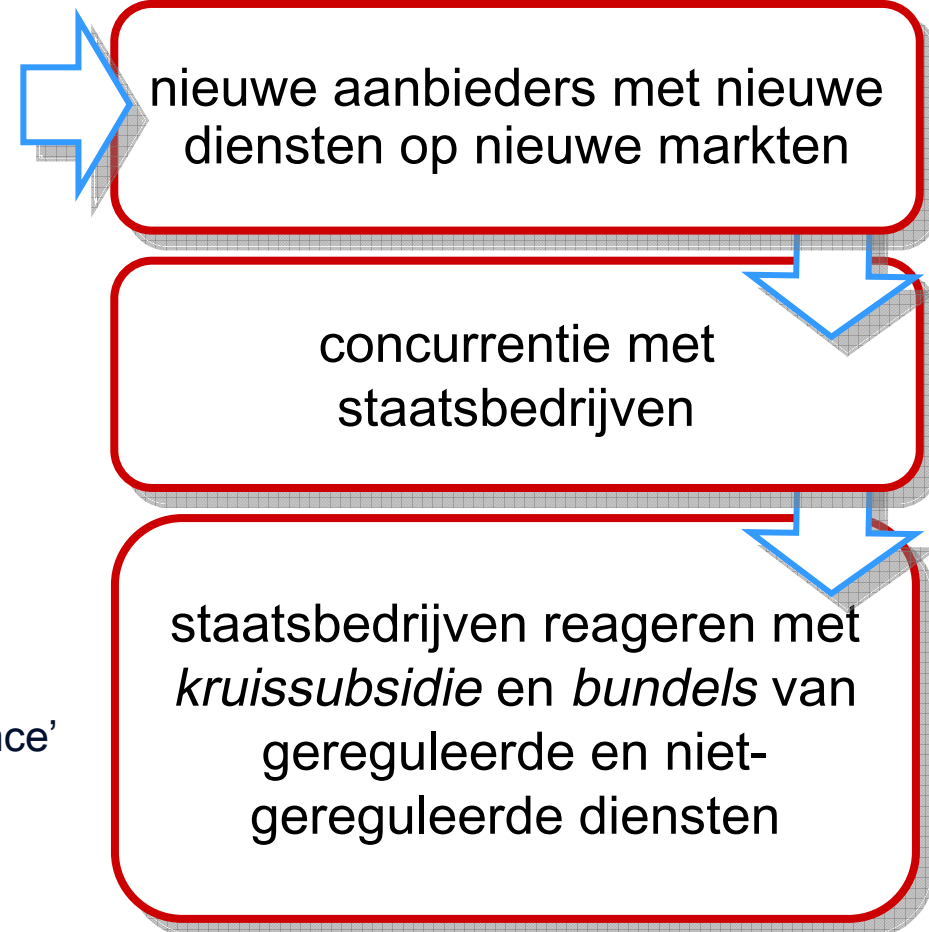 nieuwe aanbieders met nieuwe
diensten op nieuwe markten
concurrentie met
staatsbedrijven
staatsbedrijven reageren met
kruissubsidie en bundels van
nce’
gereguleerde en niet-
gereguleerde diensten